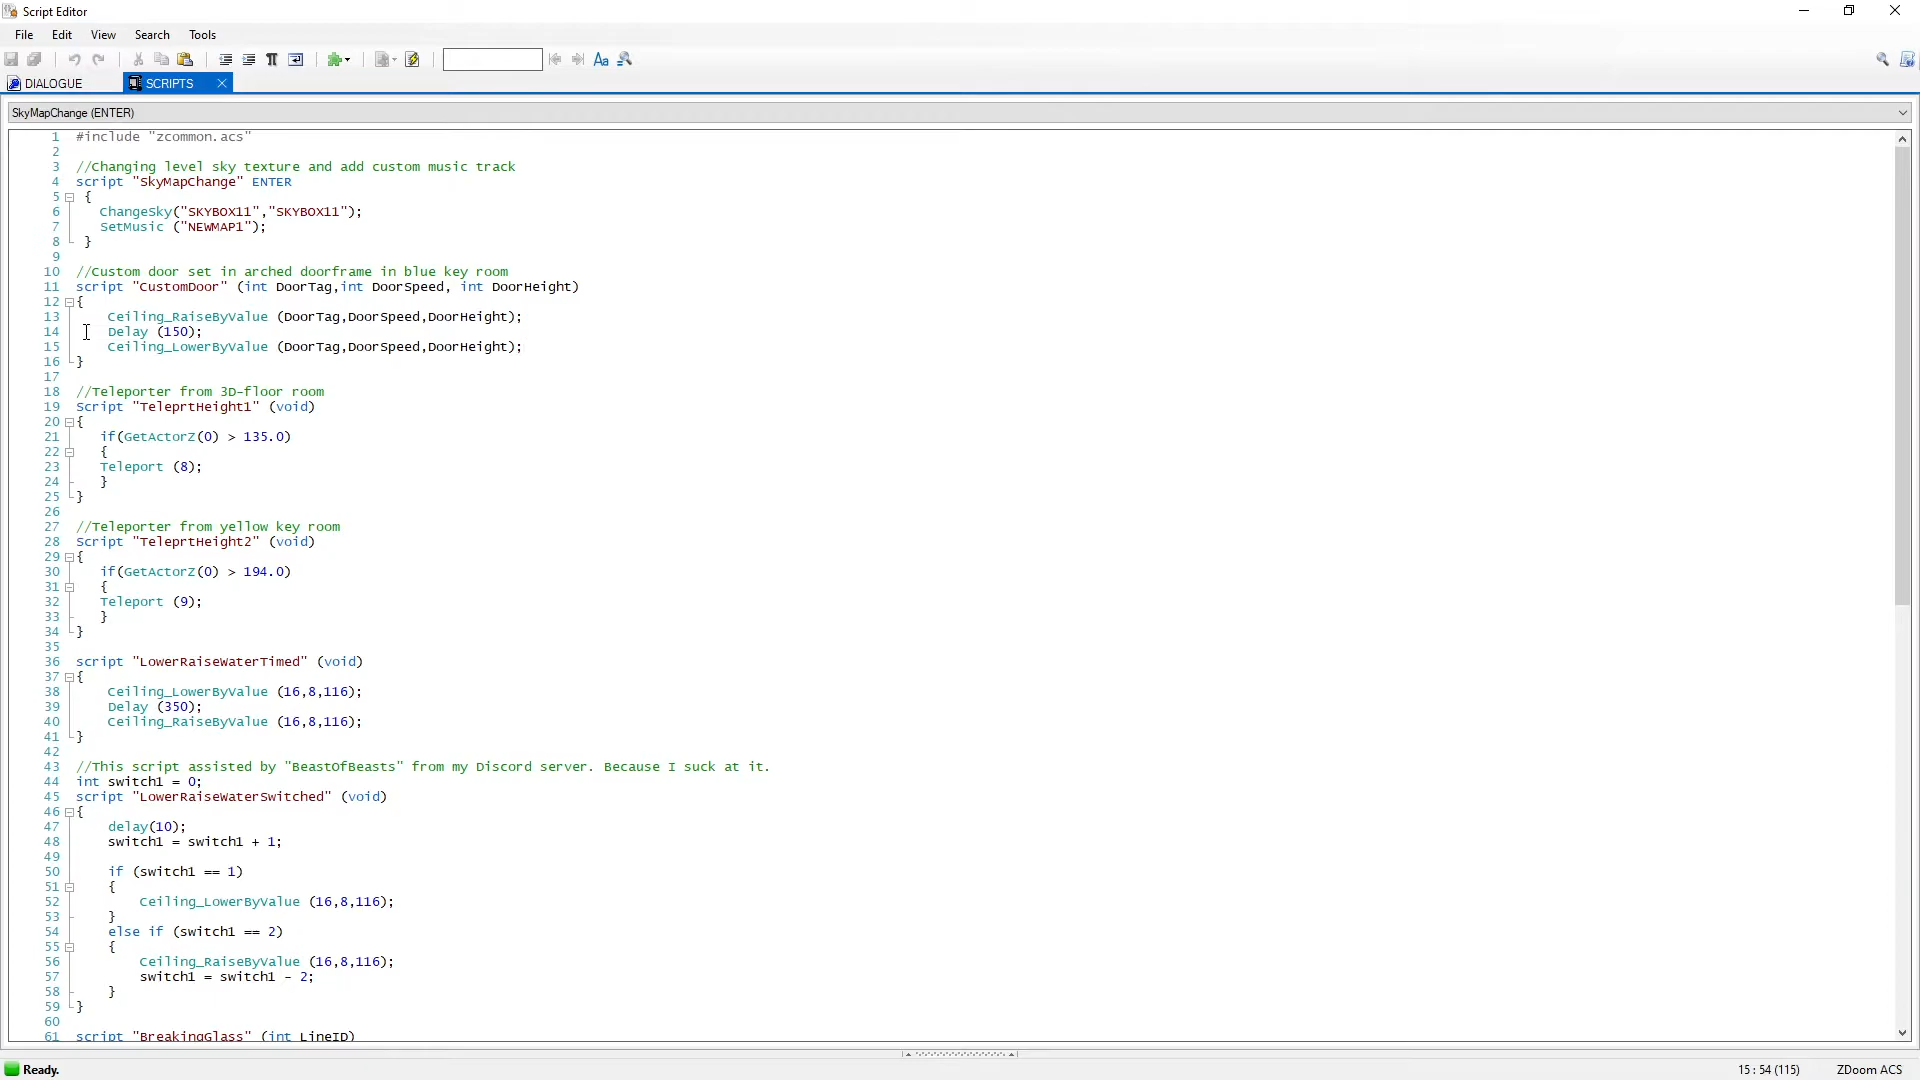 Script Editor
File Edit View Search Tools
Aa
DIALOGUE SCRIPTS
SkyMapChange (ENTER)
1 #include "zcommon.acs"
2
3 //Changing level sky texture and add custom music track
4 script "SkyMapChange" ENTER
5 {
6 ChangeSky("SKYBOX11","SKYBOX11");
7 SetMusic ("NEWMAP1");
8 }
9
10 //Custom door set in arched doorframe in blue key room
11 script "CustomDoor" (int DoorTag,int DoorSpeed, int DoorHeight)
12 {
13 Ceiling_RaiseByValue (DoorTag,DoorSpeed,DoorHeight);
14 Delay (150);
15 Ceiling_LowerByValue (DoorTag,DoorSpeed,DoorHeight);
16 }
17
18 //Teleporter from 3D-floor room
19 Script "TeleprtHeight1" (void)
20 {
21 if(GetActorZ(0) > 135.0)
22 {
23 Teleport (8);
24 }
25 }
26
27 //Teleporter from yellow key room
28 Script "TeleprtHeight2" (void)
29 {
30 if(GetActorZ(0) > 194.0)
31 {
32 Teleport (9);
33 }
34 }
35
36 script "LowerRaiseWaterTimed" (void)
37 {
38 Ceiling_LowerByValue (16,8,116);
39 Delay (350);
40 Ceiling_RaiseByValue (16,8,116);
41 }
42
43 //This script assisted by "BeastOfBeasts" from my Discord server. Because I suck at it.
44 int switch1 = 0;
45 script "LowerRaiseWaterSwitched" (void)
46 {
47 delay(10);
48 switch1 = switch1 + 1;
49
50 if (switch1 == 1)
51 {
52 Ceiling_LowerByValue (16,8,116);
53 }
54 else if (switch1 == 2)
55 {
56 Ceiling_RaiseByValue (16,8,116);
57 switch1 = switch1 - 2;
58 }
59 }
60
61 script "BreakingGlass" (int LineID)
Ready. 15 : 54 (115) ZDoom ACS